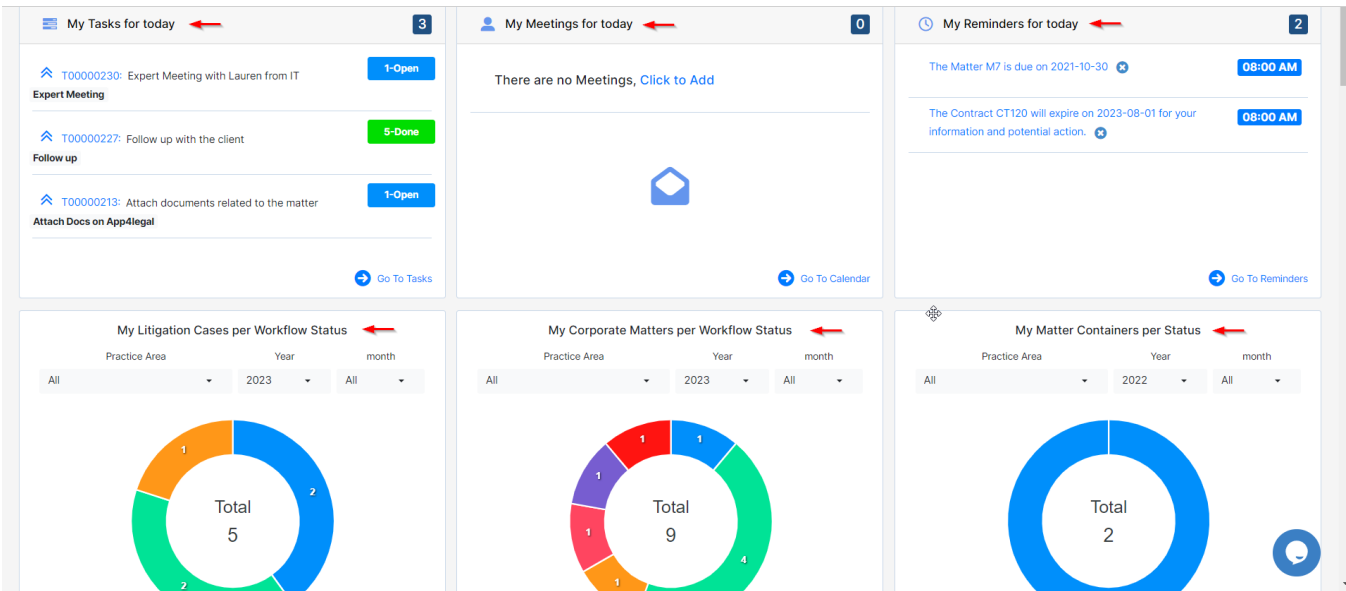 My Tasks for today
3
T00000230: Expert Meeting with Lauren from IT
1-Open
Expert Meeting
T00000227: Follow up with the client
5-Done
Follow up
T00000213: Attach documents related to the matter
1-Open
Attach Docs on App4legal
Go To Tasks
My Meetings for today
0
There are no Meetings, Click to Add
Go To Calendar
My Reminders for today
2
The Matter M7 is due on 2021-10-30
08:00 AM
The Contract CT120 will expire on 2023-08-01 for your
information and potential action.
08:00 AM
Go To Reminders
My Litigation Cases per Workflow Status
Practice Area Year month
All 2023 All
1
2
Total
5
2
My Corporate Matters per Workflow Status
Practice Area Year month
All 2023 All
1 1
1
Total
9
1
4
1
My Matter Containers per Status
Practice Area Year month
All 2022 All
Total
2